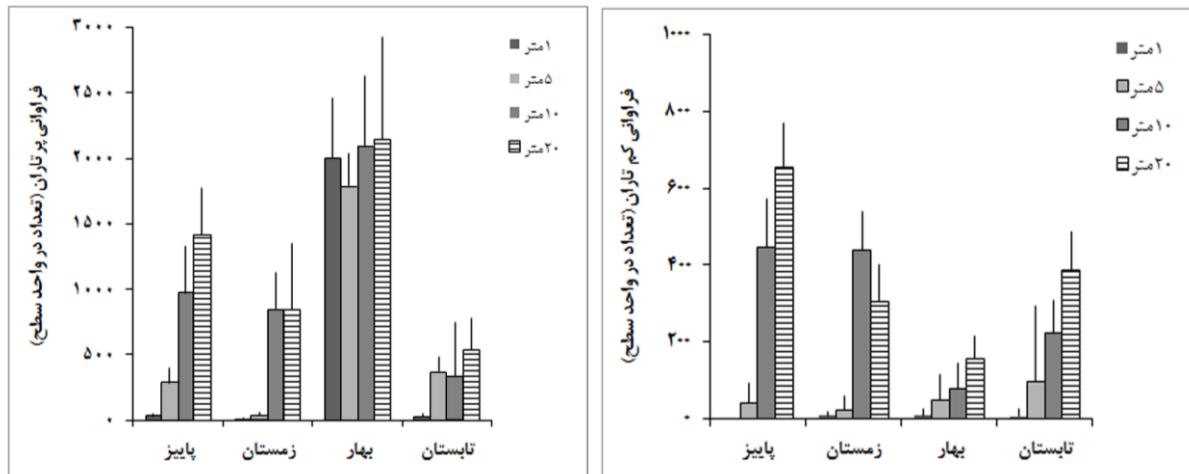 فراوانی پرتاران (تعداد در واحد سطح)
۳۰۰۰
۲۵۰۰
۲۰۰۰
۱۵۰۰
۱۰۰۰
۵۰۰
۰
۱متر
۵متر
۱۰متر
۲۰متر
پاییز
زمستان
بهار
تابستان
فراوانی کم تاران (تعداد در واحد سطح)
۱۰۰۰
۸۰۰
۶۰۰
۴۰۰
۲۰۰
۰
۱متر
۵متر
۱۰متر
۲۰متر
پاییز
زمستان
بهار
تابستان